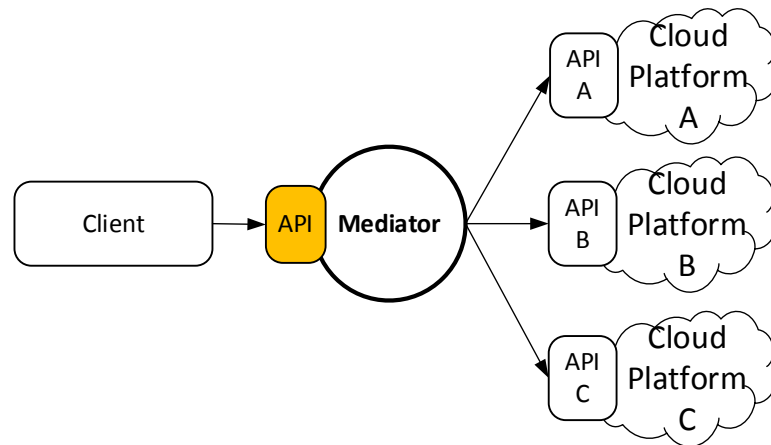 Client
API
Mediator
API
A
Cloud
Platform
A
API
B
Cloud
Platform
B
API
C
Cloud
Platform
C